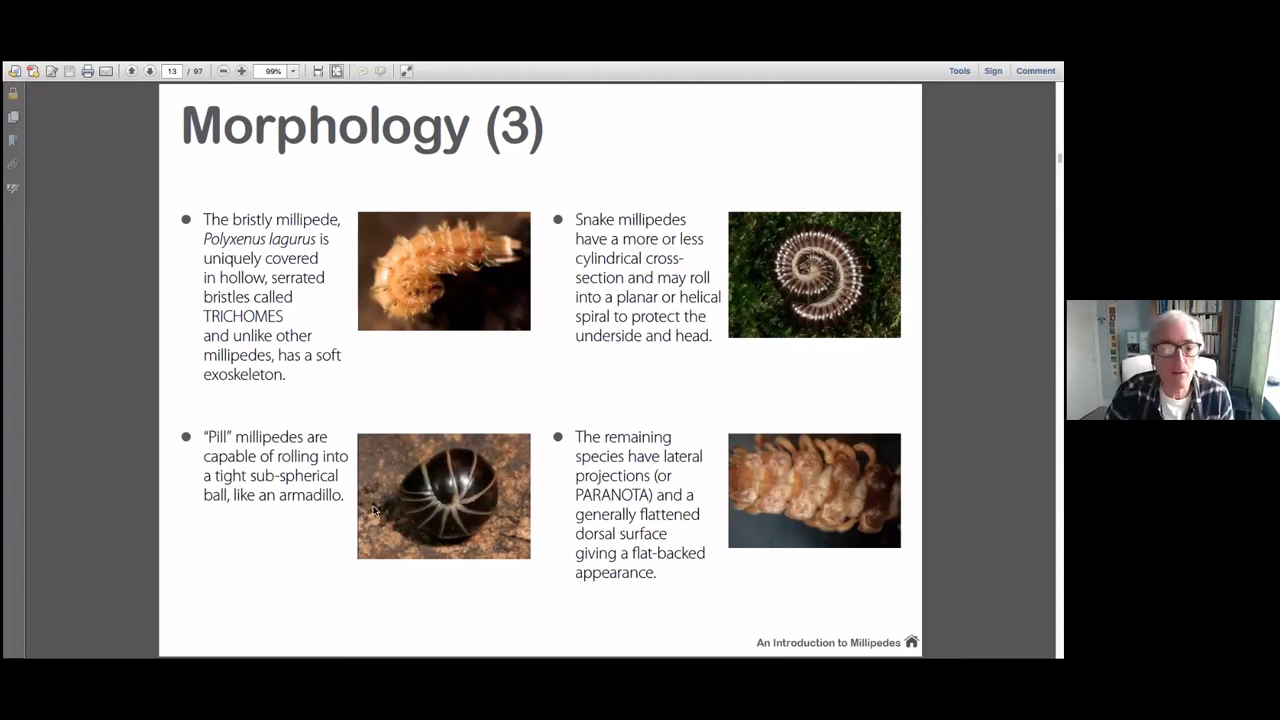 13 / 97
99%
Tools
Sign
Comment
Morphology (3)
The bristly millipede,
Polyxenus lagurus is
uniquely covered
in hollow, serrated
bristles called
TRICHOMES
and unlike other
millipedes, has a soft
exoskeleton.
Snake millipedes
have a more or less
cylindrical cross-
section and may roll
into a planar or helical
spiral to protect the
underside and head.
“Pill” millipedes are
capable of rolling into
a tight sub-spherical
ball, like an armadillo.
The remaining
species have lateral
projections (or
PARANOTA) and a
generally flattened
dorsal surface
giving a flat-backed
appearance.
An Introduction to Millipedes